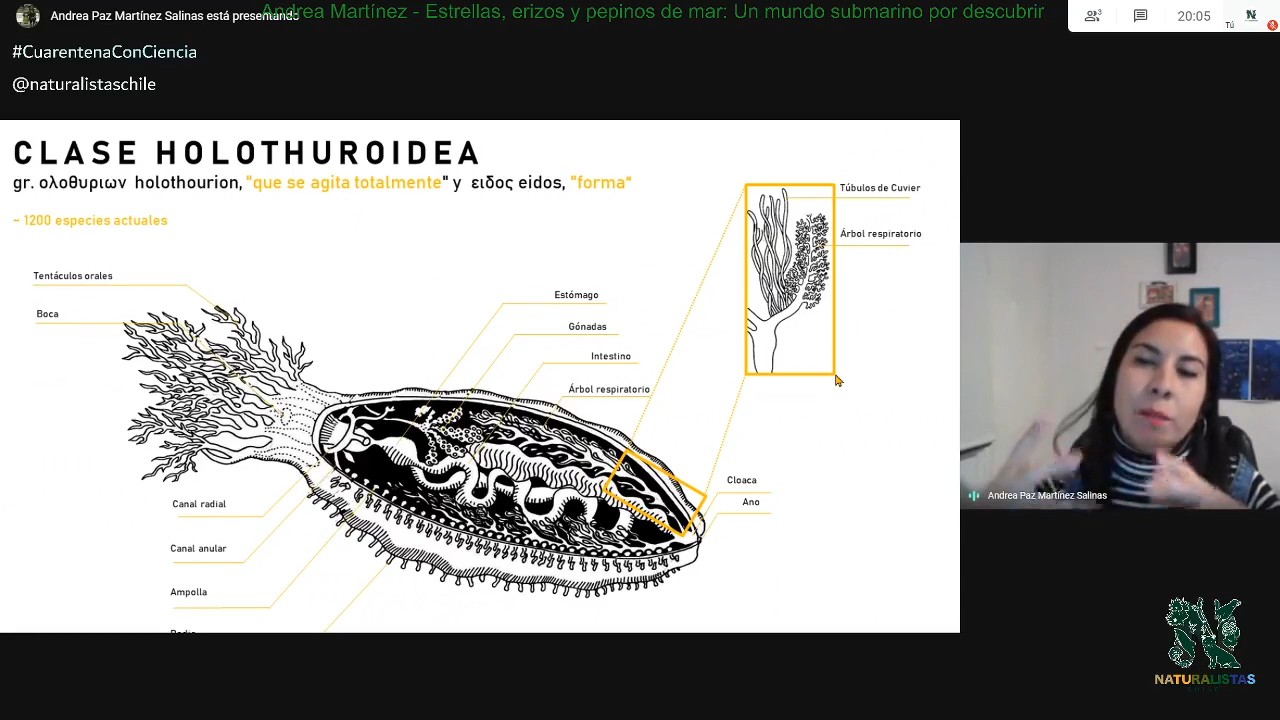 Andrea Paz Martínez Salinas está presentando
Andrea Martínez - Estrellas, erizos y pepinos de mar: Un mundo submarino por descubrir
3
20:05
Tú
#CuarentenaConCiencia
@naturalistaschile
CLASE HOLOTHUROIDEA
gr. ολοθυριων holothourion, "que se agita totalmente" y ειδος eidos, "forma"
~ 1200 especies actuales
Túbulos de Cuvier
Árbol respiratorio
Tentáculos orales
Boca
Estómago
Gónadas
Intestino
Árbol respiratorio
Cloaca
Ano
Canal radial
Canal anular
Ampolla
Andrea Paz Martínez Salinas
NATURALISTAS
CHILE